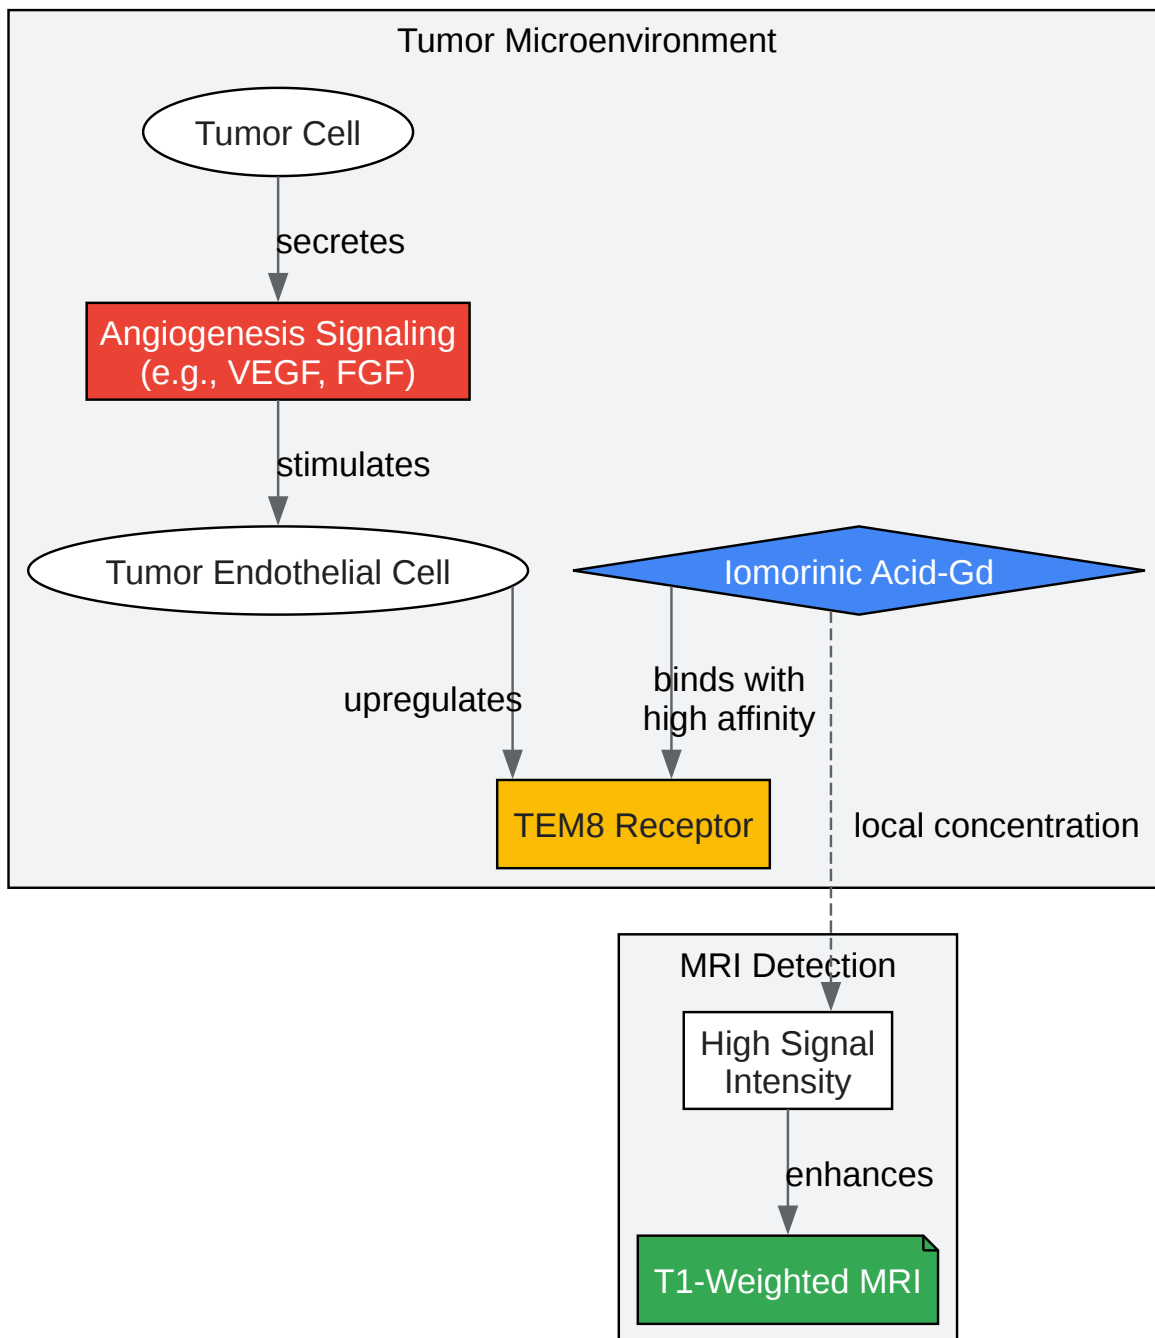 Tumor Microenvironment
Tumor Cell
secretes
Angiogenesis Signaling
(e.g., VEGF, FGF)
stimulates
Tumor Endothelial Cell
Iomorinic Acid-Gd
upregulates
binds with
high affinity
TEM8 Receptor
local concentration
MRI Detection
High Signal
Intensity
enhances
T1-Weighted MRI